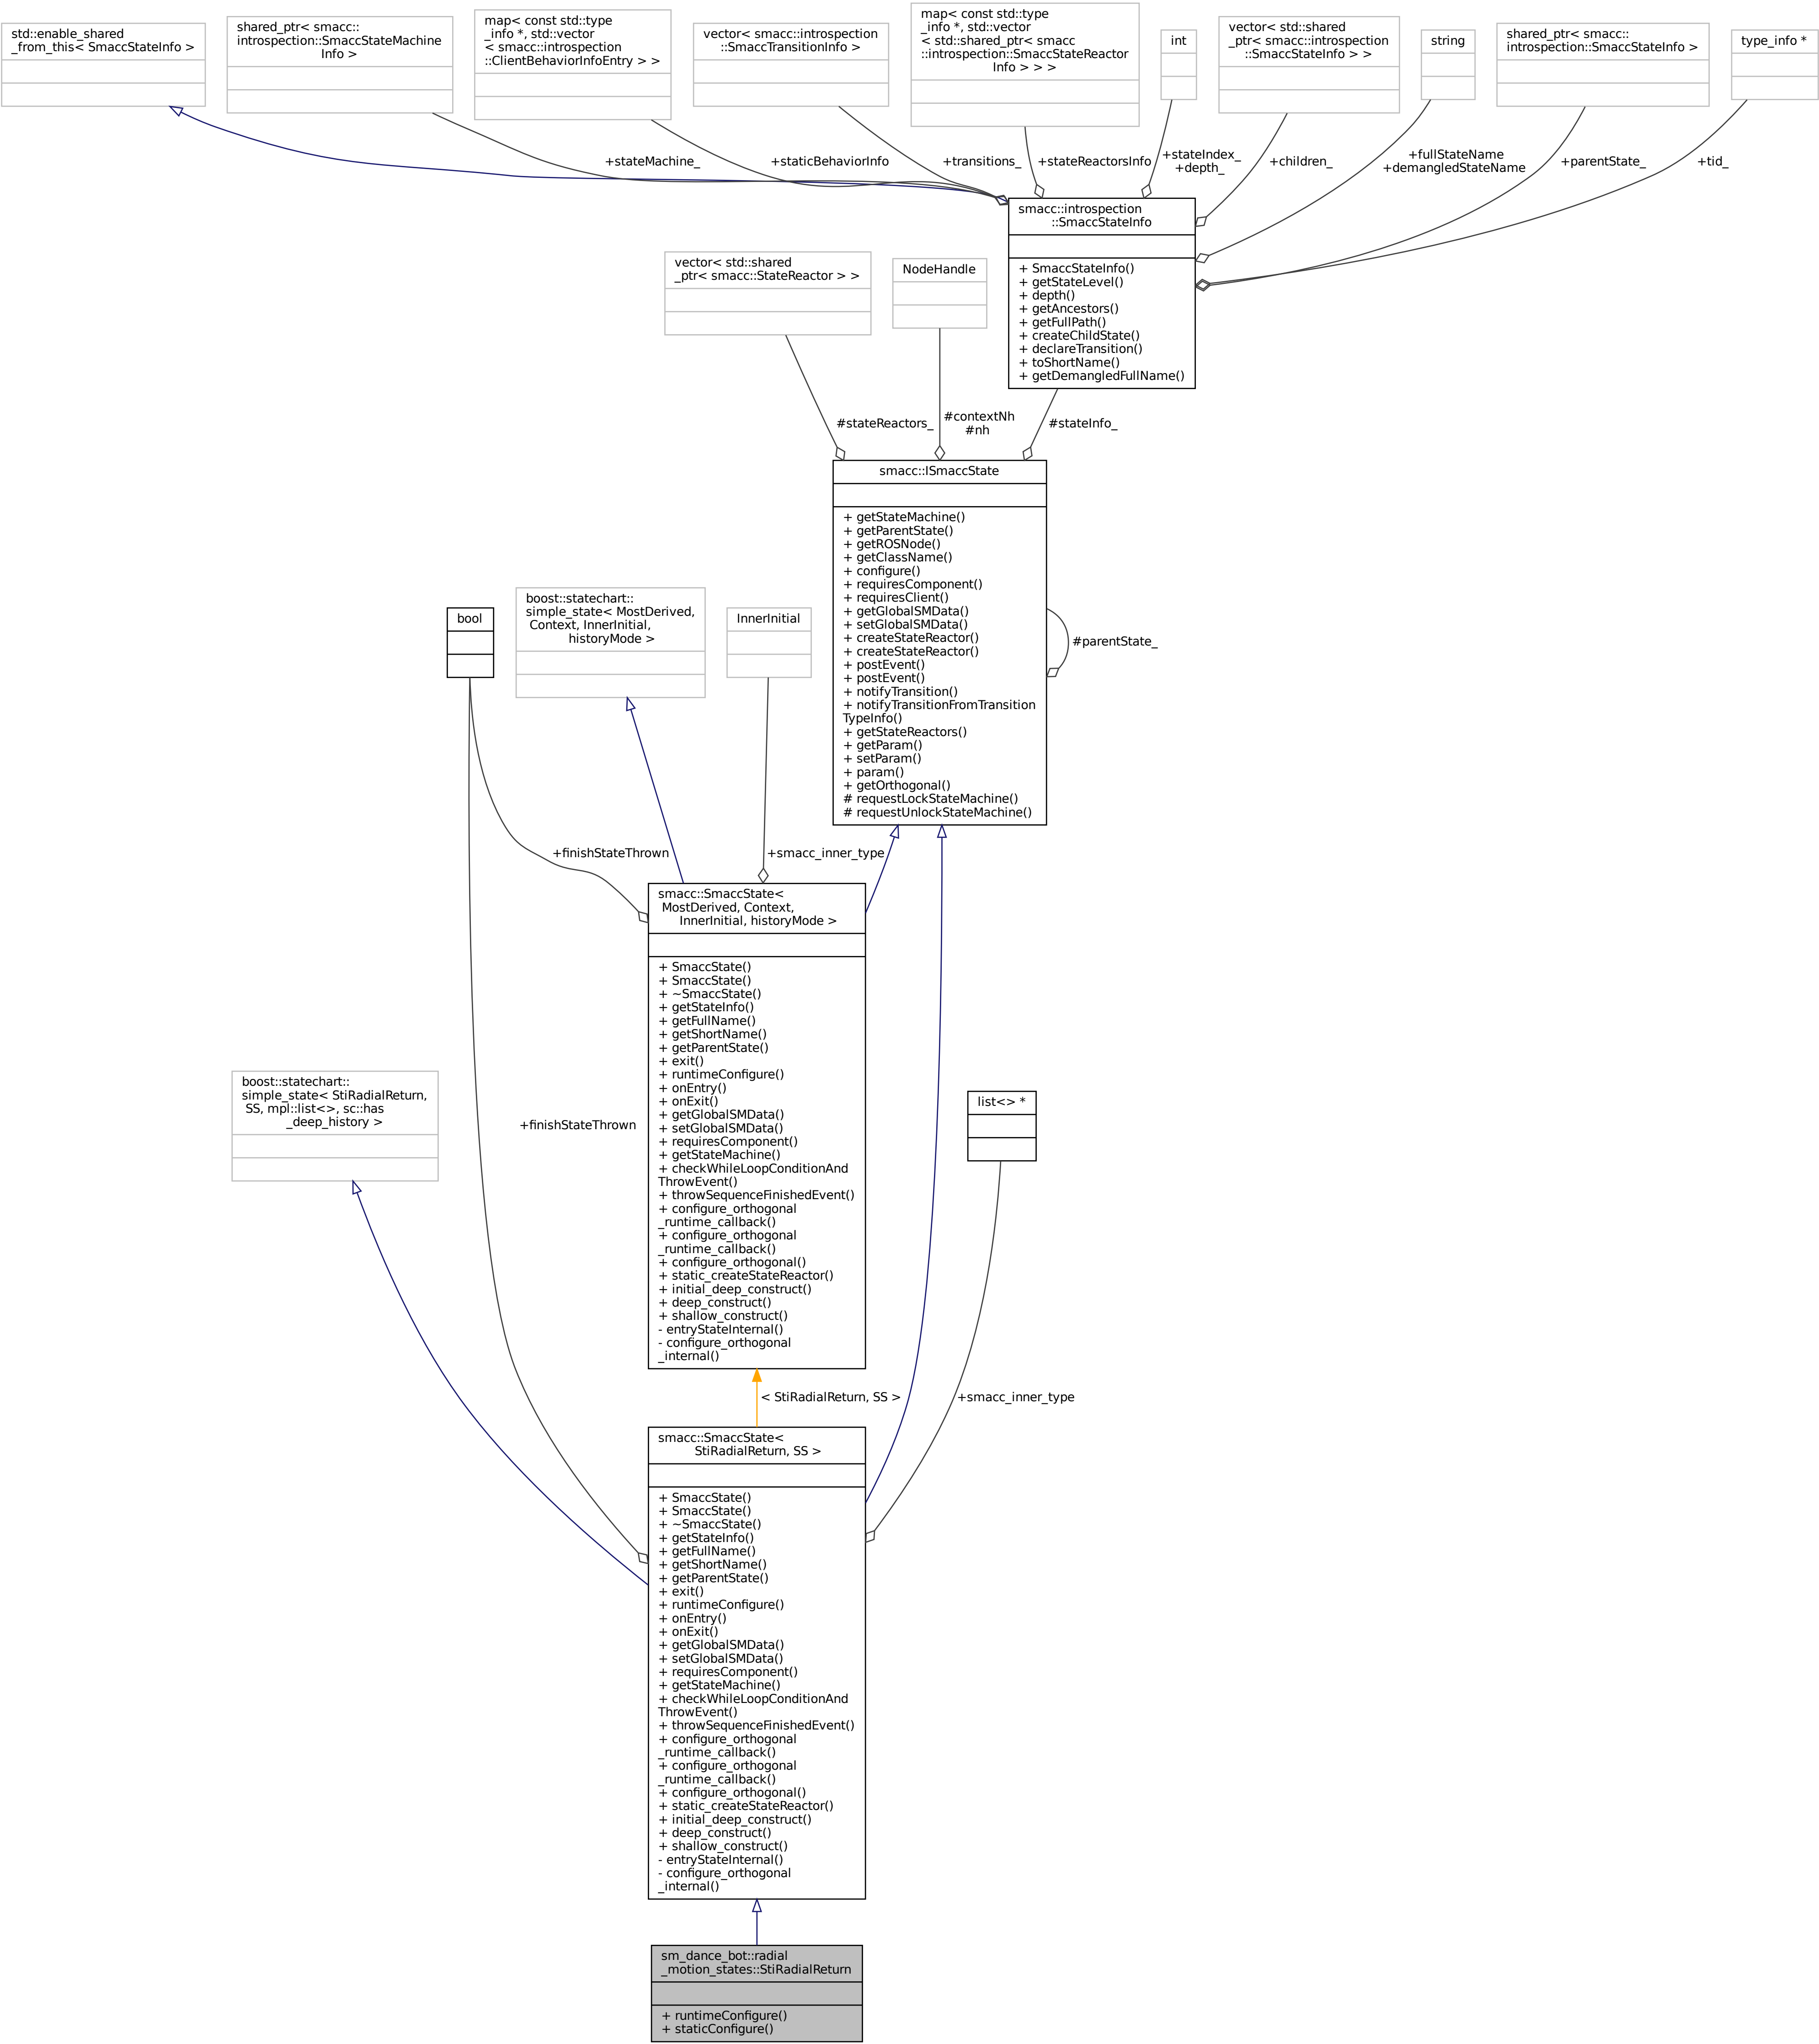 std::enable_shared
_from_this< SmaccStateInfo >
shared_ptr< smacc::
introspection::SmaccStateMachine
Info >
map< const std::type
_info *, std::vector
< smacc::introspection
::ClientBehaviorInfoEntry > >
vector< smacc::introspection
::SmaccTransitionInfo >
map< const std::type
_info *, std::vector
< std::shared_ptr< smacc
::introspection::SmaccStateReactor
Info > > >
int
vector< std::shared
_ptr< smacc::introspection
::SmaccStateInfo > >
string
shared_ptr< smacc::
introspection::SmaccStateInfo >
type_info *
+stateMachine_
+staticBehaviorInfo
+transitions_
+stateReactorsInfo
+stateIndex_
+depth_
+children_
+fullStateName
+demangledStateName
+parentState_
+tid_
smacc::introspection
::SmaccStateInfo
+ SmaccStateInfo()
+ getStateLevel()
+ depth()
+ getAncestors()
+ getFullPath()
+ createChildState()
+ declareTransition()
+ toShortName()
+ getDemangledFullName()
vector< std::shared
_ptr< smacc::StateReactor > >
NodeHandle
#stateReactors_
#contextNh
#nh
#stateInfo_
smacc::ISmaccState
+ getStateMachine()
+ getParentState()
+ getROSNode()
+ getClassName()
+ configure()
+ requiresComponent()
+ requiresClient()
+ getGlobalSMData()
+ setGlobalSMData()
+ createStateReactor()
+ createStateReactor()
+ postEvent()
+ postEvent()
+ notifyTransition()
+ notifyTransitionFromTransition
TypeInfo()
+ getStateReactors()
+ getParam()
+ setParam()
+ param()
+ getOrthogonal()
# requestLockStateMachine()
# requestUnlockStateMachine()
#parentState_
bool
boost::statechart::
simple_state< MostDerived,
Context, InnerInitial,
historyMode >
InnerInitial
+finishStateThrown
+smacc_inner_type
smacc::SmaccState<
MostDerived, Context,
InnerInitial, historyMode >
+ SmaccState()
+ SmaccState()
+ ~SmaccState()
+ getStateInfo()
+ getFullName()
+ getShortName()
+ getParentState()
+ exit()
+ runtimeConfigure()
+ onEntry()
+ onExit()
+ getGlobalSMData()
+ setGlobalSMData()
+ requiresComponent()
+ getStateMachine()
+ checkWhileLoopConditionAnd
ThrowEvent()
+ throwSequenceFinishedEvent()
+ configure_orthogonal
_runtime_callback()
+ configure_orthogonal
_runtime_callback()
+ configure_orthogonal()
+ static_createStateReactor()
+ initial_deep_construct()
+ deep_construct()
+ shallow_construct()
- entryStateInternal()
- configure_orthogonal
_internal()
boost::statechart::
simple_state< StiRadialReturn,
SS, mpl::list<>, sc::has
_deep_history >
+finishStateThrown
list<> *
< StiRadialReturn, SS >
+smacc_inner_type
smacc::SmaccState<
StiRadialReturn, SS >
+ SmaccState()
+ SmaccState()
+ ~SmaccState()
+ getStateInfo()
+ getFullName()
+ getShortName()
+ getParentState()
+ exit()
+ runtimeConfigure()
+ onEntry()
+ onExit()
+ getGlobalSMData()
+ setGlobalSMData()
+ requiresComponent()
+ getStateMachine()
+ checkWhileLoopConditionAnd
ThrowEvent()
+ throwSequenceFinishedEvent()
+ configure_orthogonal
_runtime_callback()
+ configure_orthogonal
_runtime_callback()
+ configure_orthogonal()
+ static_createStateReactor()
+ initial_deep_construct()
+ deep_construct()
+ shallow_construct()
- entryStateInternal()
- configure_orthogonal
_internal()
sm_dance_bot::radial
_motion_states::StiRadialReturn
+ runtimeConfigure()
+ staticConfigure()